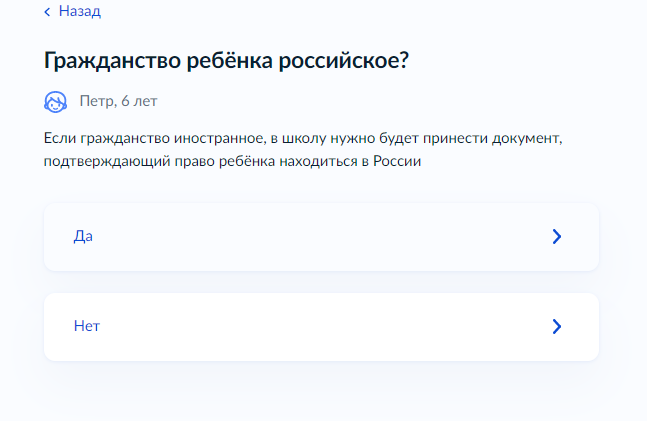 Назад
Гражданство ребёнка российское?
Петр, 6 лет
Если гражданство иностранное, в школу нужно будет принести документ,
подтверждающий право ребёнка находиться в России
Да
Нет